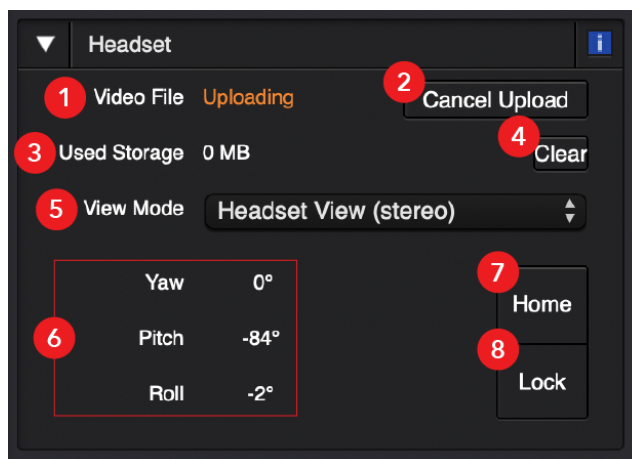 Headset i
1 Video File Uploading 2 Cancel Upload
3 Used Storage 0 MB 4 Clear
5 View Mode Headset View (stereo)
Yaw 0° 7 Home
6 Pitch -84°
Roll -2° 8 Lock